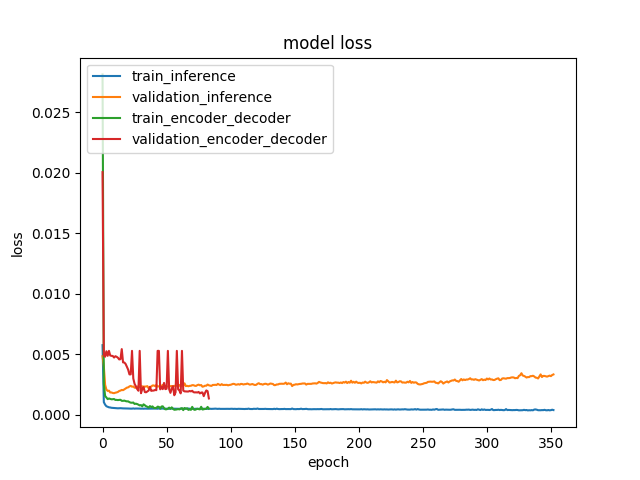 model loss
train_inference
validation_inference
train_encoder_decoder
validation_encoder_decoder
loss
0.025
0.020
0.015
0.010
0.005
0.000
0 50 100 150 200 250 300 350
epoch